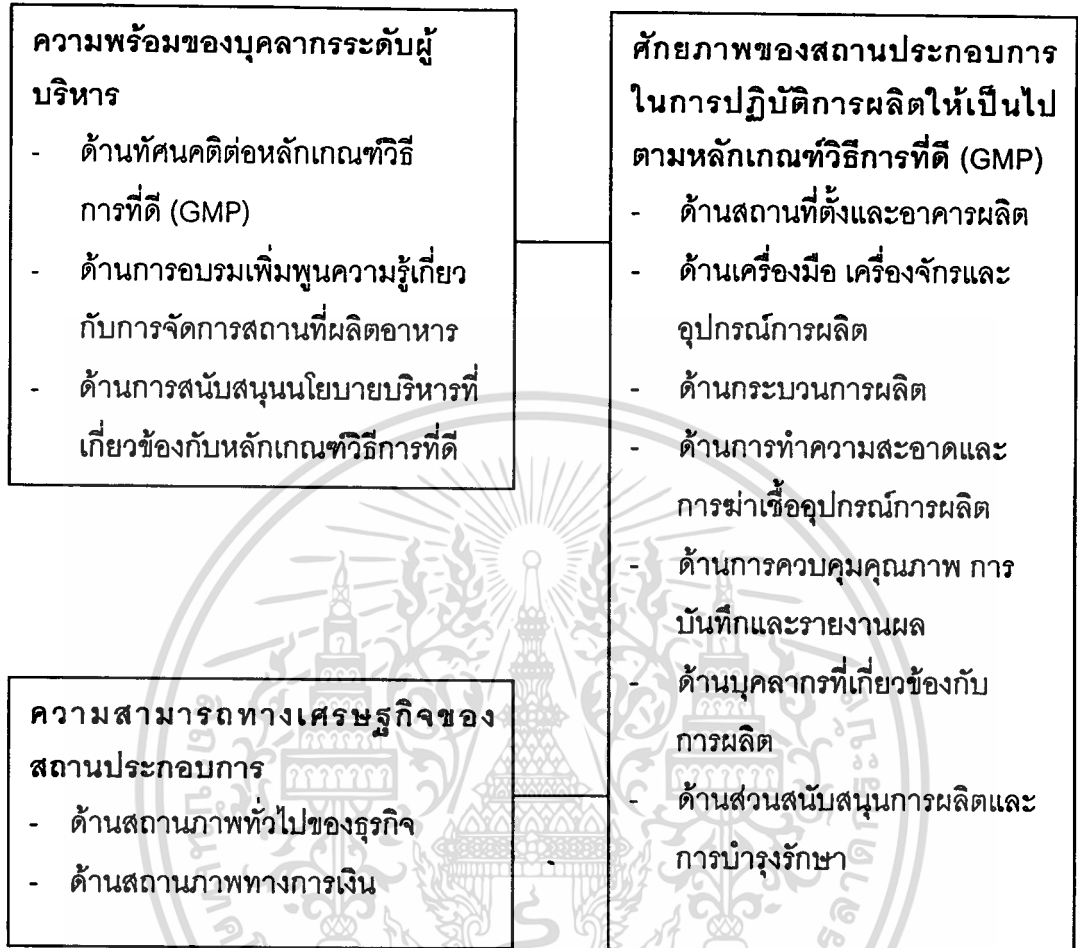 ความพร้อมของบุคลากรระดับผู้
บริหาร
- ด้านทัศนคติต่อหลักเกณฑ์วิธี
การที่ดี (GMP)
- ด้านการอบรมเพิ่มพูนความรู้เกี่ยว
กับการจัดการสถานที่ผลิตอาหาร
- ด้านการสนับสนุนนโยบายบริหารที่
เกี่ยวข้องกับหลักเกณฑ์วิธีการที่ดี
ความสามารถทางเศรษฐกิจของ
สถานประกอบการ
- ด้านสถานภาพทั่วไปของธุรกิจ
- ด้านสถานภาพทางการเงิน
ศักยภาพของสถานประกอบการ
ในการปฏิบัติการผลิตให้เป็นไป
ตามหลักเกณฑ์วิธีการที่ดี (GMP)
- ด้านสถานที่ตั้งและอาคารผลิต
- ด้านเครื่องมือ เครื่องจักรและ
อุปกรณ์การผลิต
- ด้านกระบวนการผลิต
- ด้านการทำความสะอาดและ
การฆ่าเชื้ออุปกรณ์การผลิต
- ด้านการควบคุมคุณภาพ การ
บันทึกและรายงานผล
- ด้านบุคลากรที่เกี่ยวข้องกับ
การผลิต
- ด้านส่วนสนับสนุนการผลิตและ
การบำรุงรักษา